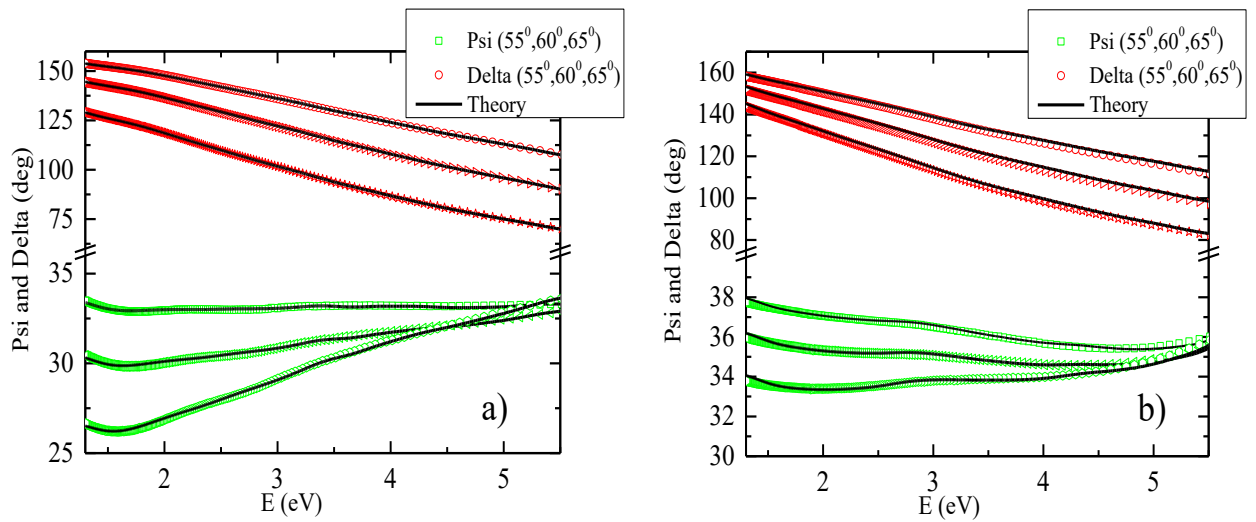 Psi (55⁰,60⁰,65⁰)
Delta (55⁰,60⁰,65⁰)
Theory
Psi and Delta (deg)
150
125
100
75
35
30
25
2
3
4
5
E (eV)
a)
Psi (55⁰,60⁰,65⁰)
Delta (55⁰,60⁰,65⁰)
Theory
Psi and Delta (deg)
160
140
120
100
80
38
36
34
32
30
2
3
4
5
E (eV)
b)